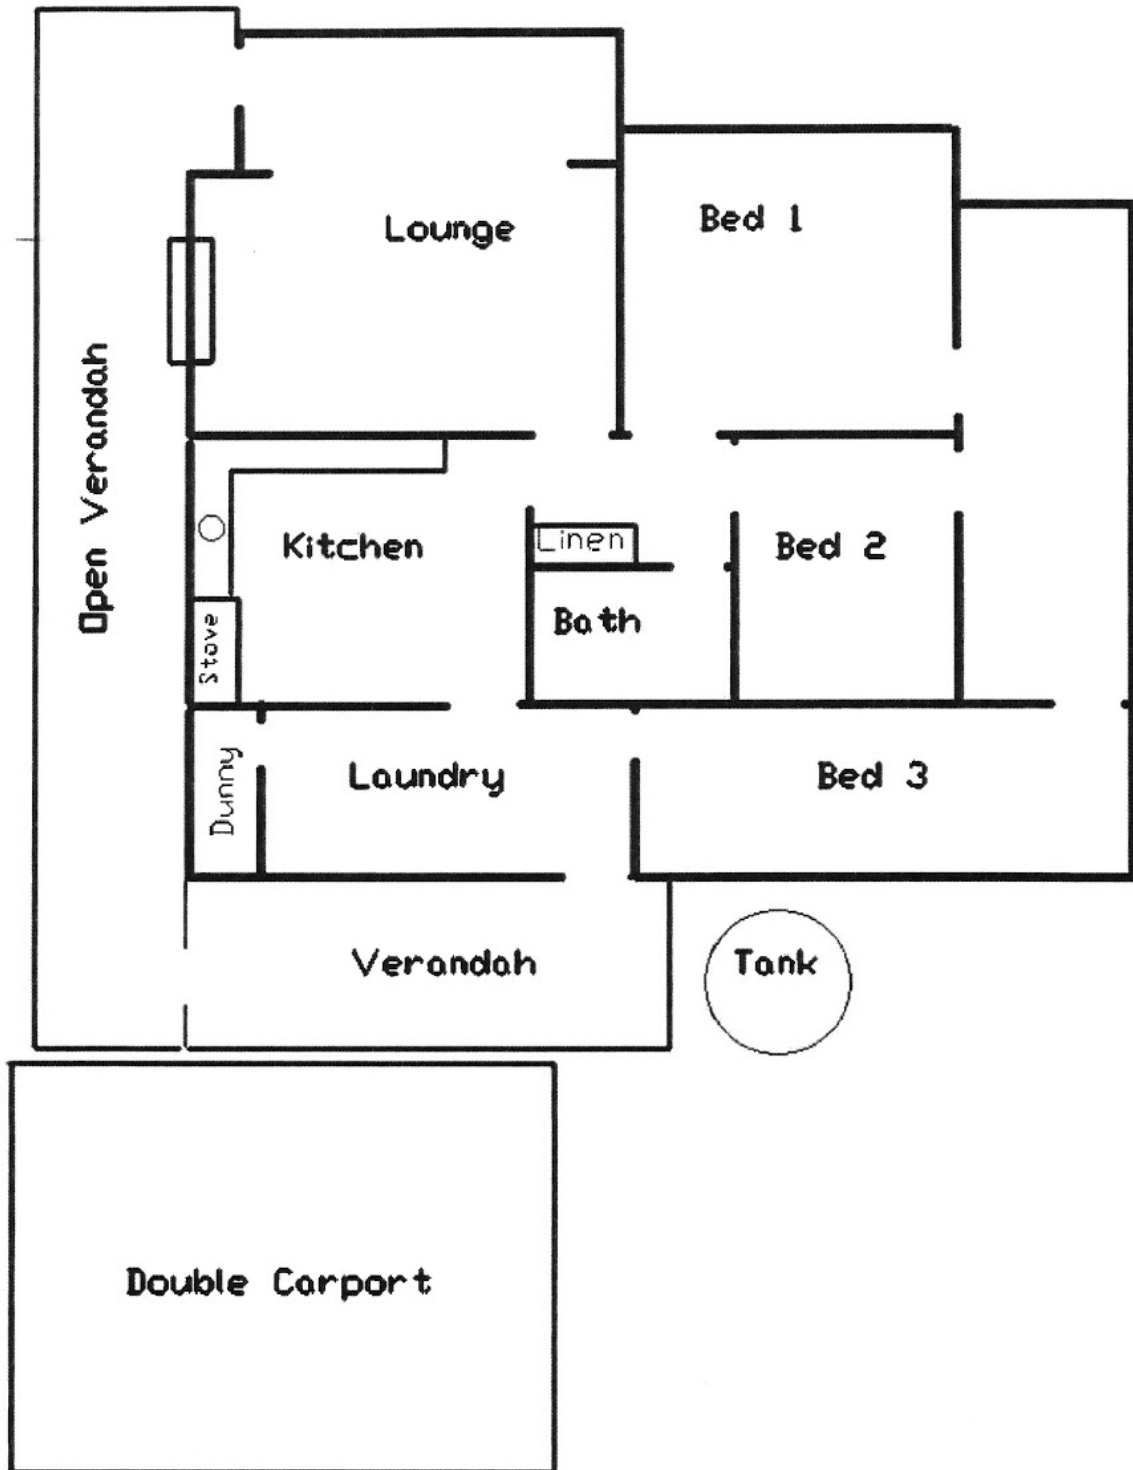 Lounge
Bed 1
Open Verandah
Kitchen
Linen
Bed 2
Stove
Bath
Dunny
Laundry
Bed 3
Verandah
Tank
Double Carport